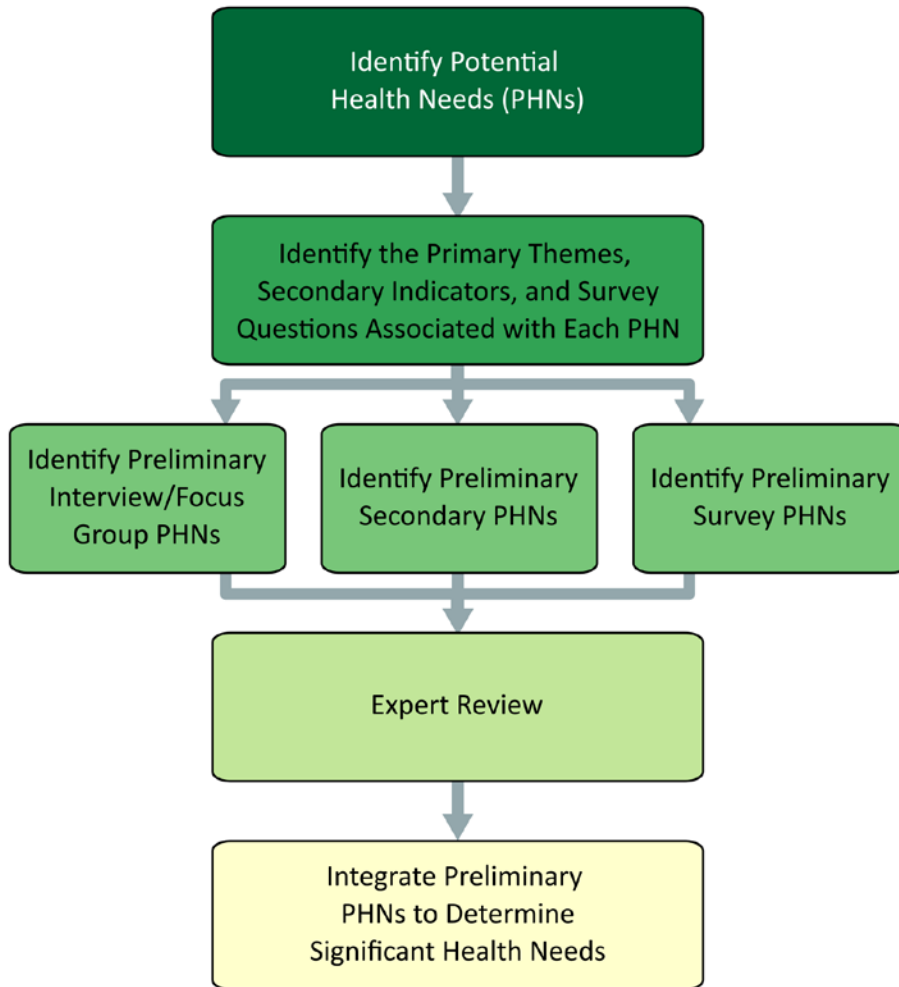 Identify Potential
Health Needs (PHNs)
Identify the Primary Themes,
Secondary Indicators, and Survey
Questions Associated with Each PHN
Identify Preliminary
Interview/Focus
Group PHNs
Identify Preliminary
Secondary PHNs
Identify Preliminary
Survey PHNs
Expert Review
Integrate Preliminary
PHNs to Determine
Significant Health Needs